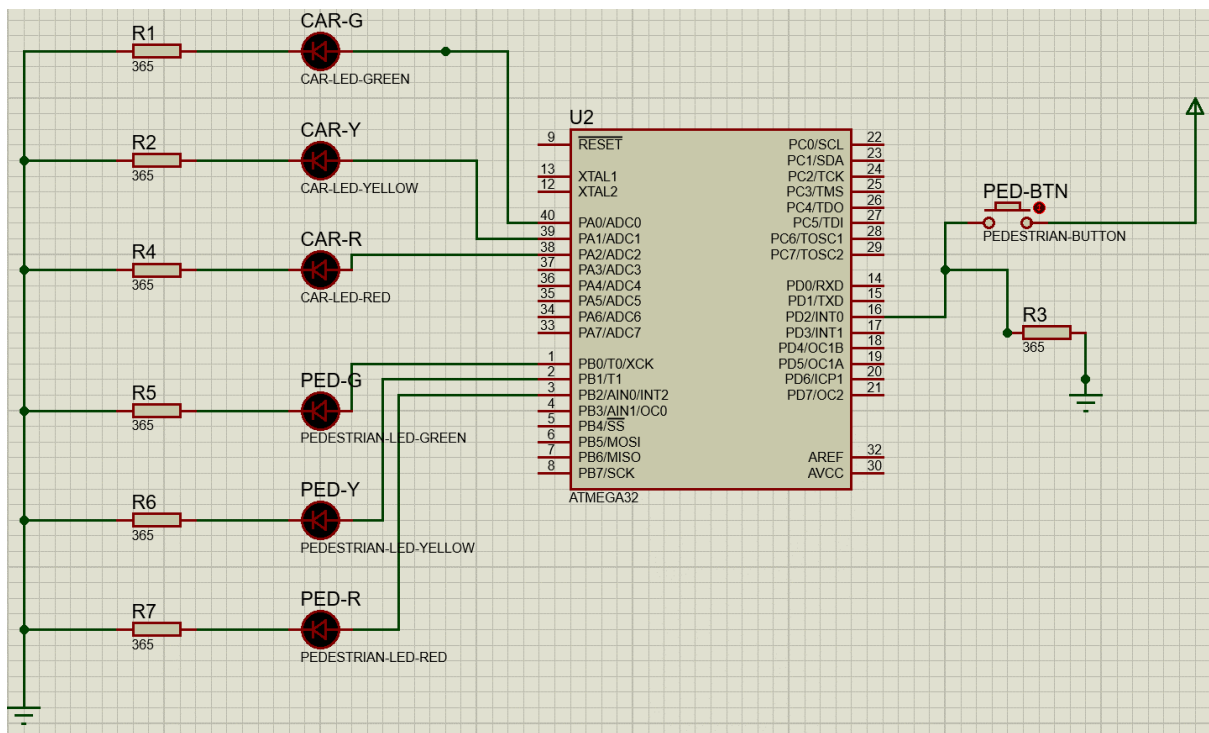 CAR-G
R1
365
CAR-LED-GREEN
CAR-Y
R2
365
CAR-LED-YELLOW
CAR-R
R4
365
CAR-LED-RED
PED-G
R5
365
PEDESTRIAN-LED-GREEN
PED-Y
R6
365
PEDESTRIAN-LED-YELLOW
PED-R
R7
365
PEDESTRIAN-LED-RED
U2
9 RESET
13 XTAL1
12 XTAL2
40 PA0/ADC0
39 PA1/ADC1
38 PA2/ADC2
37 PA3/ADC3
36 PA4/ADC4
35 PA5/ADC5
34 PA6/ADC6
33 PA7/ADC7
1 PB0/T0/XCK
2 PB1/T1
3 PB2/AIN0/INT2
4 PB3/AIN1/OC0
5 PB4/SS
6 PB5/MOSI
7 PB6/MISO
8 PB7/SCK
PC0/SCL 22
PC1/SDA 23
PC2/TCK 24
PC3/TMS 25
PC4/TDO 26
PC5/TDI 27
PC6/TOSC1 28
PC7/TOSC2 29
PD0/RXD 14
PD1/TXD 15
PD2/INT0 16
PD3/INT1 17
PD4/OC1B 18
PD5/OC1A 19
PD6/ICP1 20
PD7/OC2 21
AREF 32
AVCC 30
ATMEGA32
PED-BTN
PEDESTRIAN-BUTTON
R3
365